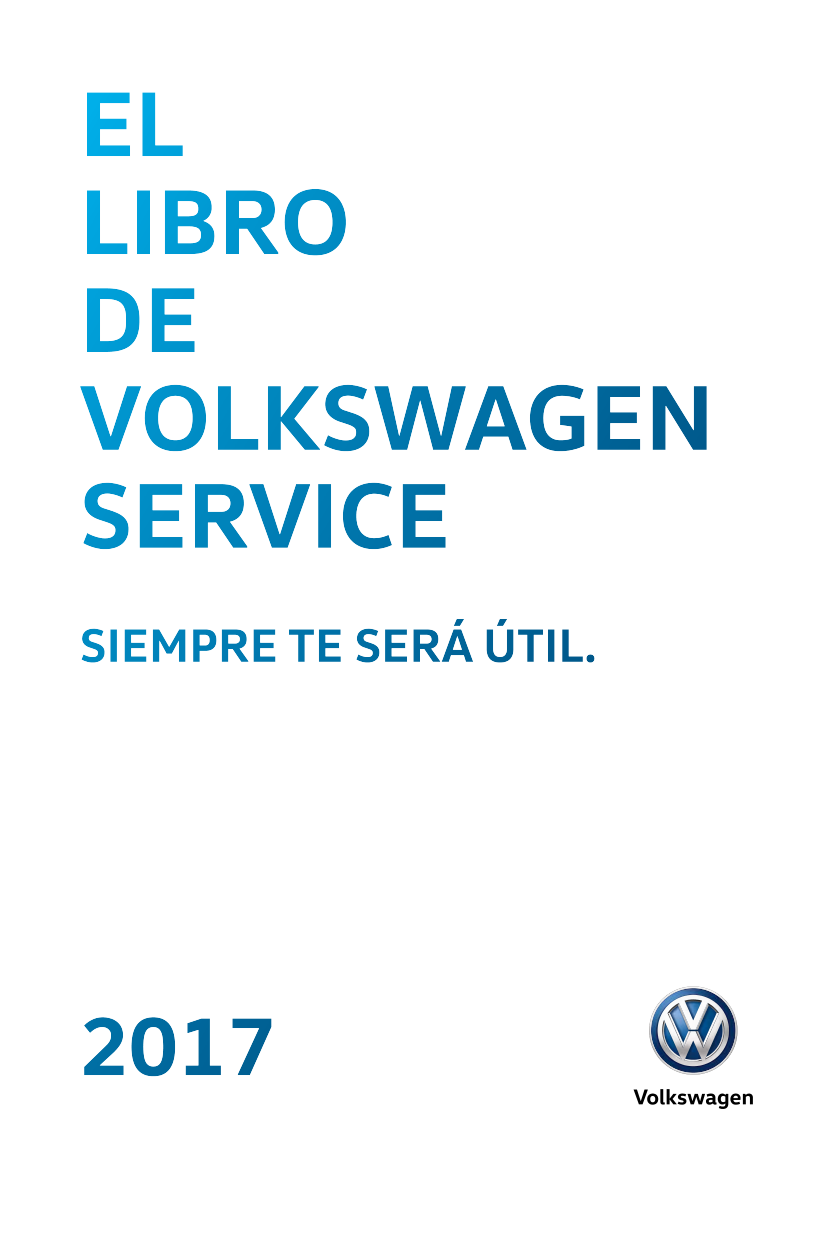 EL
LIBRO
DE
VOLKSWAGEN
SERVICE
SIEMPRE TE SERÁ ÚTIL.
2017
Volkswagen